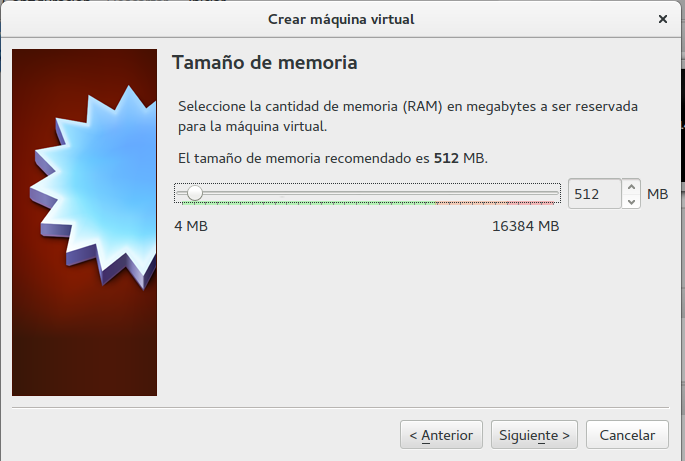 Crear máquina virtual
Tamaño de memoria
Seleccione la cantidad de memoria (RAM) en megabytes a ser reservada
para la máquina virtual.
El tamaño de memoria recomendado es 512 MB.
512 MB
4 MB 16384 MB
< Anterior Siguiente > Cancelar